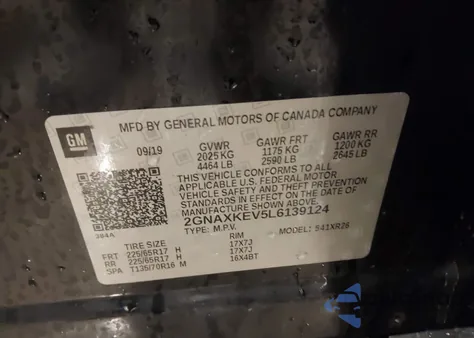 MFD BY GENERAL MOTORS OF CANADA COMPANY
GM
09/19 GVWR GAWR FRT GAWR RR
2025 KG 1175 KG 1200 KG
4464 LB 2590 LB 2645 LB
THIS VEHICLE CONFORMS TO ALL
APPLICABLE U.S. FEDERAL MOTOR
VEHICLE SAFETY AND THEFT PREVENTION
STANDARDS IN EFFECT ON THE DATE OF
MANUFACTURE SHOWN ABOVE.
2GNAXKEV5L6139124
TYPE: M.P.V. MODEL: 541XR26
384A
TIRE SIZE RIM
FRT 225/65R17 H 17X7J
RR 225/65R17 H 17X7J
SPA T135/70R16 M 16X4BT